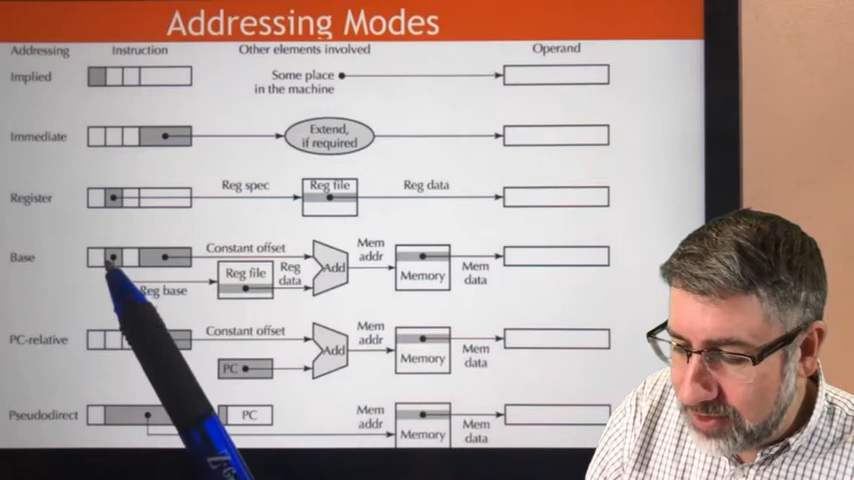 Addressing Modes
Addressing Instruction Other elements involved Operand
Implied Some place
in the machine
Immediate Extend,
if required
Register Reg spec Reg file Reg data
Base Constant offset Reg file Reg
data Add Mem
addr Memory Mem
data
Reg base
PC-relative Constant offset PC Add Mem
addr Memory Mem
data
Pseudodirect PC Mem
addr Memory Mem
data